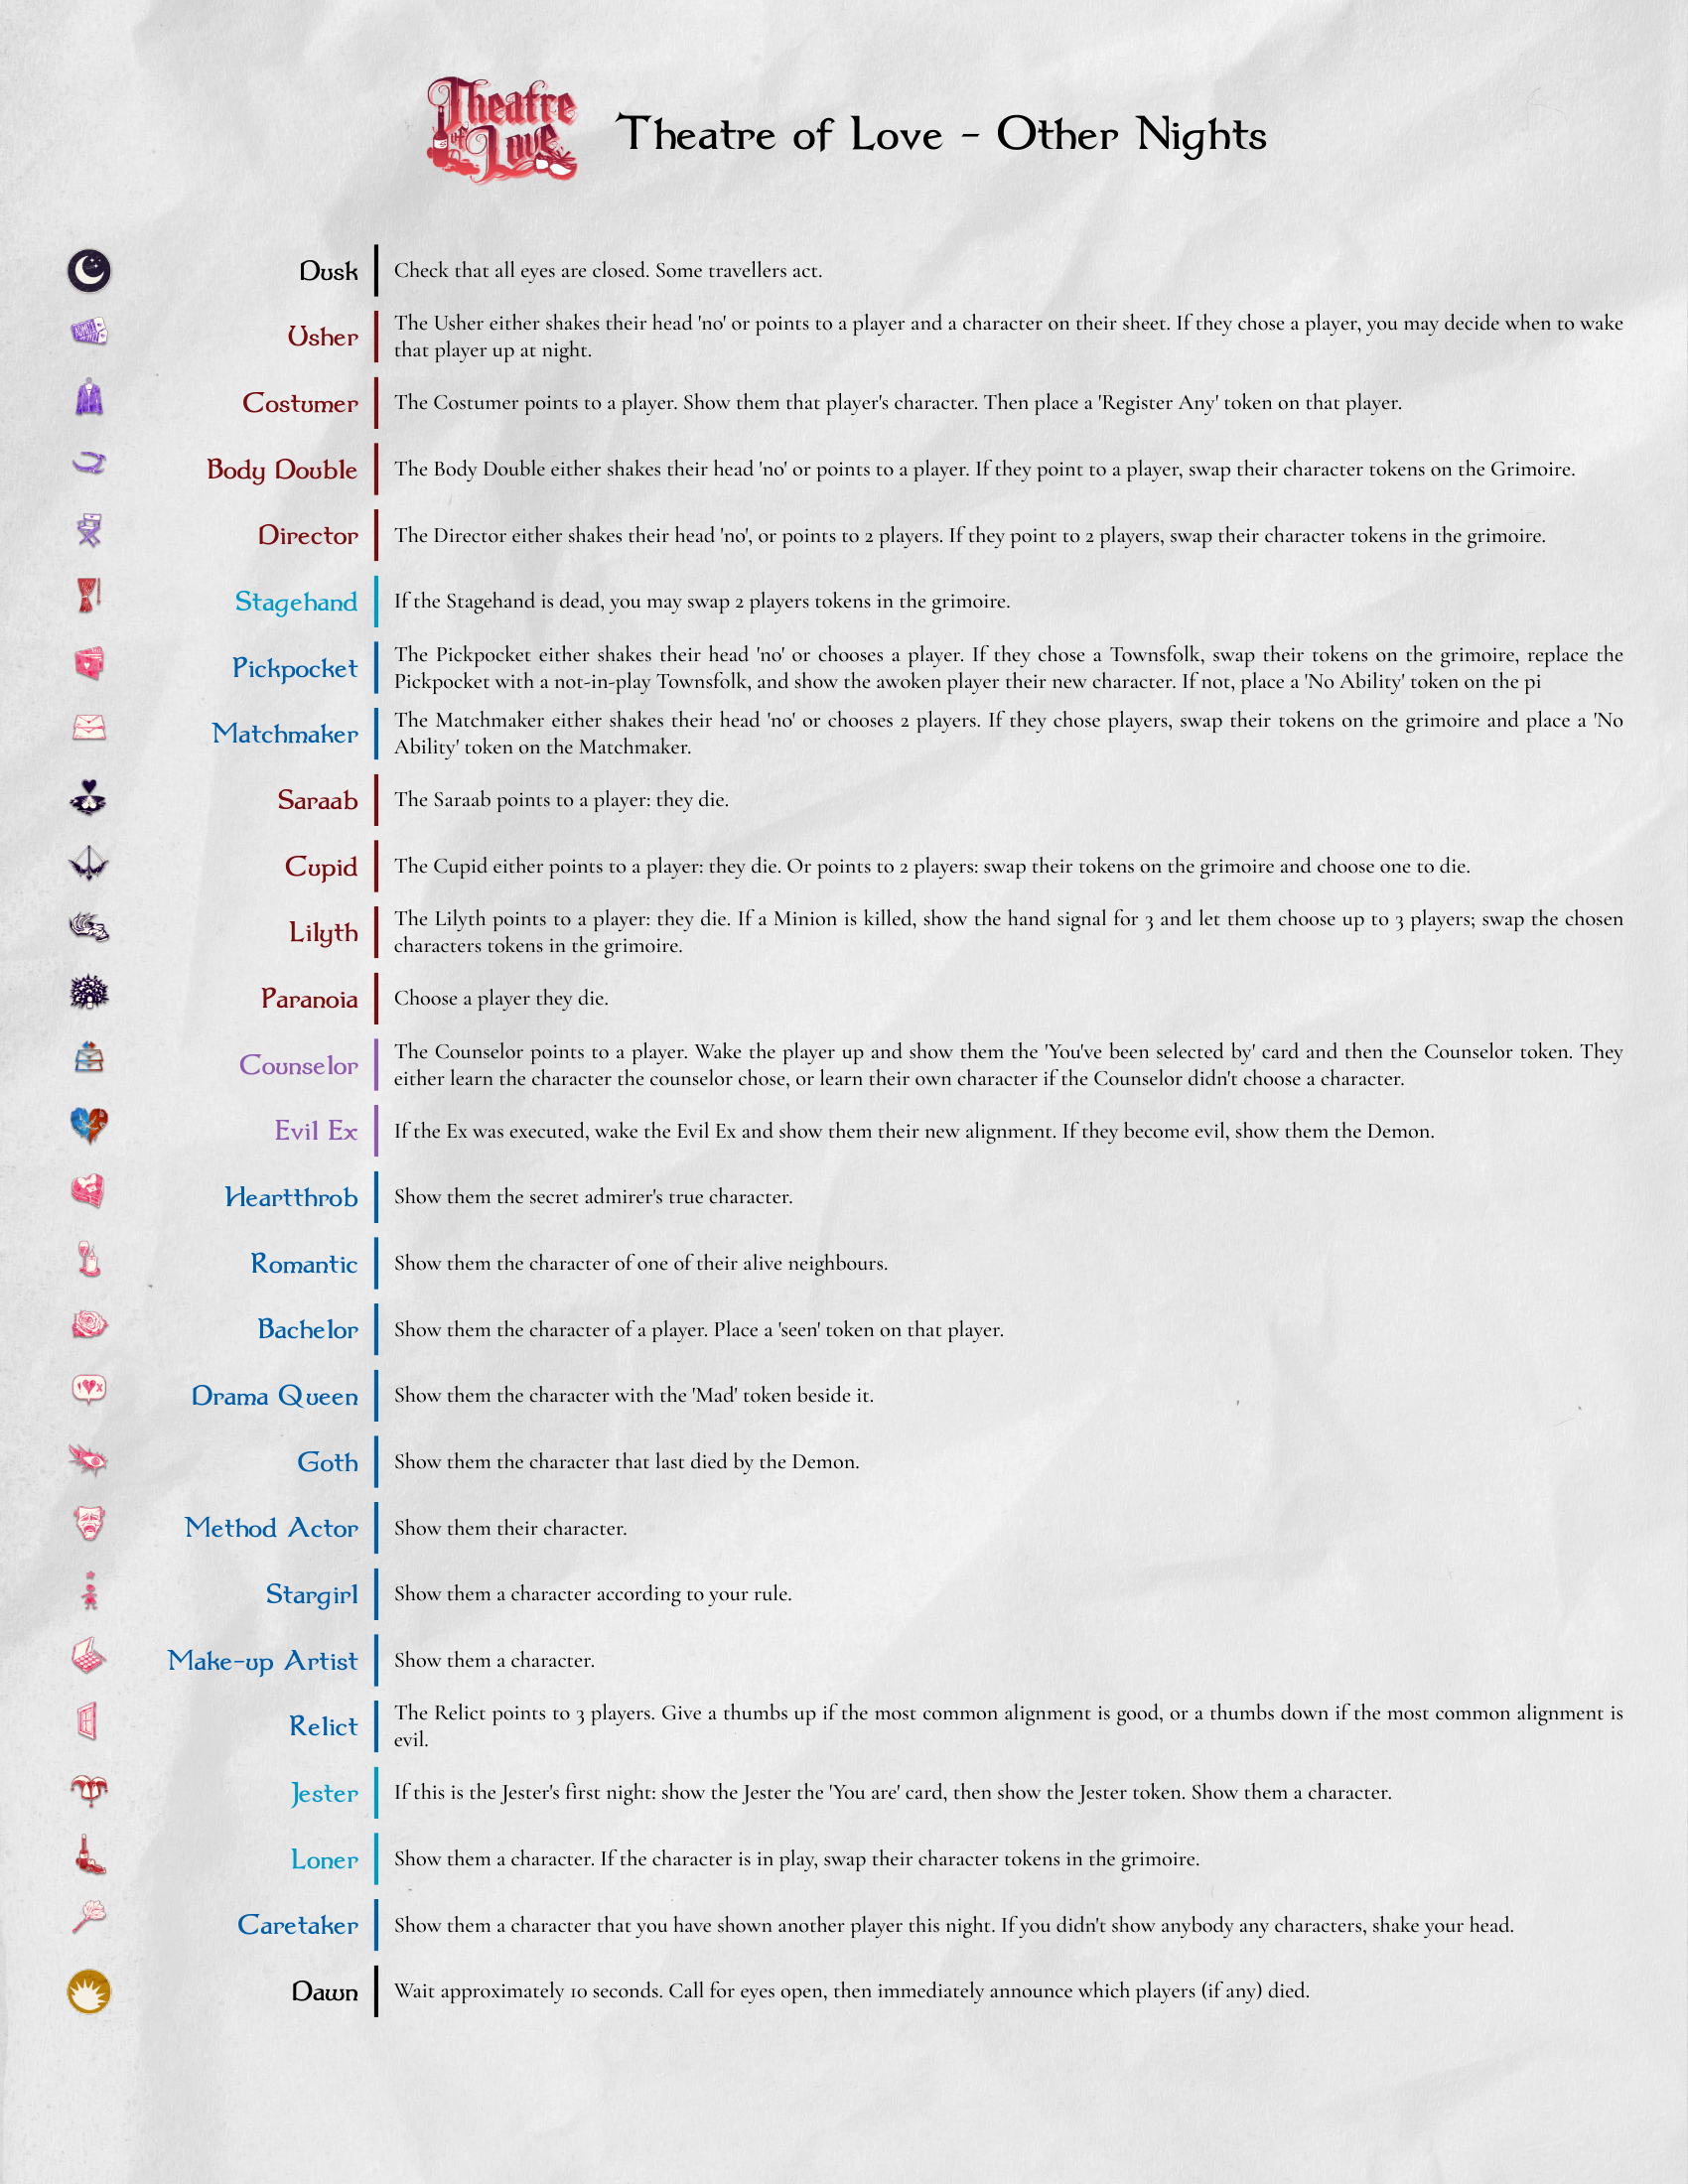 Theatre
of
Love
Theatre of Love - Other Nights
Dusk
Check that all eyes are closed. Some travellers act.
Usher
The Usher either shakes their head 'no' or points to a player and a character on their sheet. If they chose a player, you may decide when to wake
that player up at night.
Costumer
The Costumer points to a player. Show them that player's character. Then place a 'Register Any' token on that player.
Body Double
The Body Double either shakes their head 'no' or points to a player. If they point to a player, swap their character tokens on the Grimoire.
Director
The Director either shakes their head 'no', or points to 2 players. If they point to 2 players, swap their character tokens in the grimoire.
Stagehand
If the Stagehand is dead, you may swap 2 players tokens in the grimoire.
Pickpocket
The Pickpocket either shakes their head 'no' or chooses a player. If they chose a Townsfolk, swap their tokens on the grimoire, replace the
Pickpocket with a not-in-play Townsfolk, and show the awoken player their new character. If not, place a 'No Ability' token on the pi
Matchmaker
The Matchmaker either shakes their head 'no' or chooses 2 players. If they chose players, swap their tokens on the grimoire and place a 'No
Ability' token on the Matchmaker.
Saraab
The Saraab points to a player: they die.
Cupid
The Cupid either points to a player: they die. Or points to 2 players: swap their tokens on the grimoire and choose one to die.
Lilyth
The Lilyth points to a player: they die. If a Minion is killed, show the hand signal for 3 and let them choose up to 3 players; swap the chosen
characters tokens in the grimoire.
Paranoia
Choose a player they die.
Counselor
The Counselor points to a player. Wake the player up and show them the 'You've been selected by' card and then the Counselor token. They
either learn the character the counselor chose, or learn their own character if the Counselor didn't choose a character.
Evil Ex
If the Ex was executed, wake the Evil Ex and show them their new alignment. If they become evil, show them the Demon.
Heartthrob
Show them the secret admirer's true character.
Romantic
Show them the character of one of their alive neighbours.
Bachelor
Show them the character of a player. Place a 'seen' token on that player.
Drama Queen
Show them the character with the 'Mad' token beside it.
Goth
Show them the character that last died by the Demon.
Method Actor
Show them their character.
Stargirl
Show them a character according to your rule.
Make-up Artist
Show them a character.
Relict
The Relict points to 3 players. Give a thumbs up if the most common alignment is good, or a thumbs down if the most common alignment is
evil.
Jester
If this is the Jester's first night: show the Jester the 'You are' card, then show the Jester token. Show them a character.
Loner
Show them a character. If the character is in play, swap their character tokens in the grimoire.
Caretaker
Show them a character that you have shown another player this night. If you didn't show anybody any characters, shake your head.
Dawn
Wait approximately 10 seconds. Call for eyes open, then immediately announce which players (if any) died.